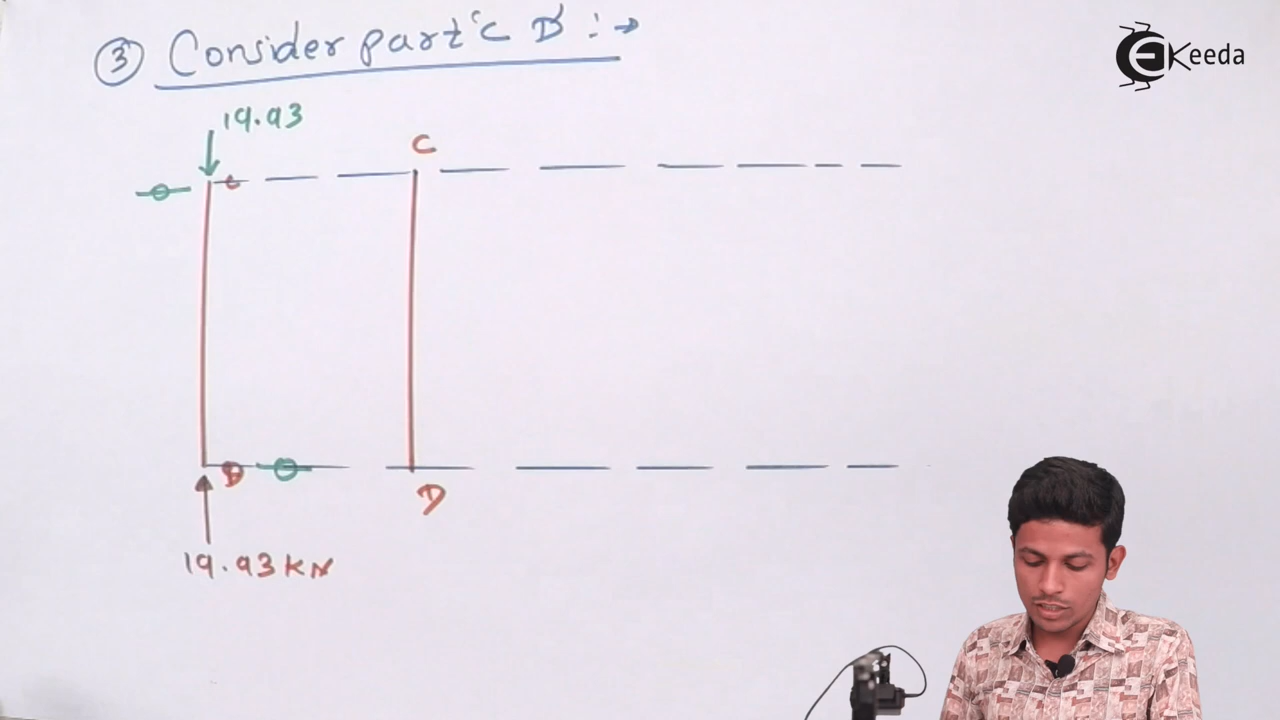 ③ Consider part 'C D' : →
EKeeda
19.93
C
C
D
D
19.93 KN